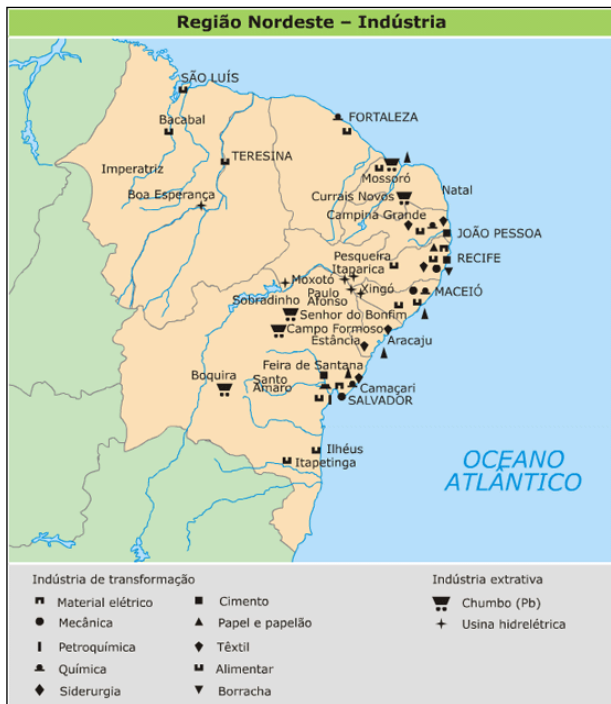 Região Nordeste – Indústria
SÃO LUÍS
Bacabal
FORTALEZA
TERESINA
Imperatriz
Mossoró
Boa Esperança
Currais Novos
Natal
Campina Grande
JOÃO PESSOA
Pesqueira
RECIFE
Itaparica
Moxotó
Xingó
Paulo
Afonso
MACEIÓ
Sobradinho
Senhor do Bonfim
Campo Formoso
Aracaju
Estância
Feira de Santana
Boquira
Santo
Amaro
Camaçari
SALVADOR
Ilhéus
Itapetinga
OCEANO
ATLÂNTICO
Indústria de transformação
Material elétrico
Mecânica
Petroquímica
Química
Siderurgia
Cimento
Papel e papelão
Têxtil
Alimentar
Borracha
Indústria extrativa
Chumbo (Pb)
Usina hidrelétrica